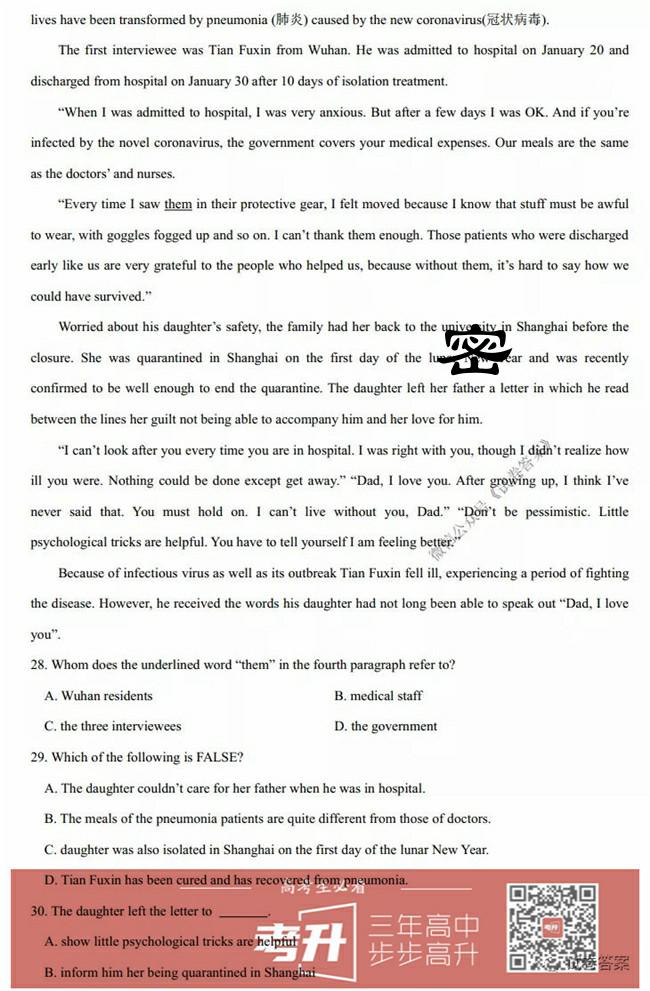 lives have been transformed by pneumonia (肺炎) caused by the new coronavirus(冠状病毒).
The first interviewee was Tian Fuxin from Wuhan. He was admitted to hospital on January 20 and
discharged from hospital on January 30 after 10 days of isolation treatment.
“When I was admitted to hospital, I was very anxious. But after a few days I was OK. And if you’re
infected by the novel coronavirus, the government covers your medical expenses. Our meals are the same
as the doctors’ and nurses.
“Every time I saw them in their protective gear, I felt moved because I know that stuff must be awful
to wear, with goggles fogged up and so on. I can’t thank them enough. Those patients who were discharged
early like us are very grateful to the people who helped us, because without them, it’s hard to say how we
could have survived.”
Worried about his daughter’s safety, the family had her back to the university in Shanghai before the
密
closure. She was quarantined in Shanghai on the first day of the lunar New Year and was recently
confirmed to be well enough to end the quarantine. The daughter left her father a letter in which he read
between the lines her guilt not being able to accompany him and her love for him.
“I can’t look after you every time you are in hospital. I was right with you, though I didn’t realize how
ill you were. Nothing could be done except get away.” “Dad, I love you. After growing up, I think I’ve
never said that. You must hold on. I can’t live without you, Dad.” “Don’t be pessimistic. Little
psychological tricks are helpful. You have to tell yourself I am feeling better.”
微信公众号《试卷答案》
Because of infectious virus as well as its outbreak Tian Fuxin fell ill, experiencing a period of fighting
the disease. However, he received the words his daughter had not long been able to speak out “Dad, I love
you”.
28. Whom does the underlined word “them” in the fourth paragraph refer to?
A. Wuhan residents B. medical staff
C. the three interviewees D. the government
29. Which of the following is FALSE?
A. The daughter couldn’t care for her father when he was in hospital.
B. The meals of the pneumonia patients are quite different from those of doctors.
C. daughter was also isolated in Shanghai on the first day of the lunar New Year.
D. Tian Fuxin has been cured and has recovered from pneumonia.
高考生必看
30. The daughter left the letter to ______.
A. show little psychological tricks are helpful
B. inform him her being quarantined in Shanghai
考升
三年高中
步步高升
考升
试卷答案